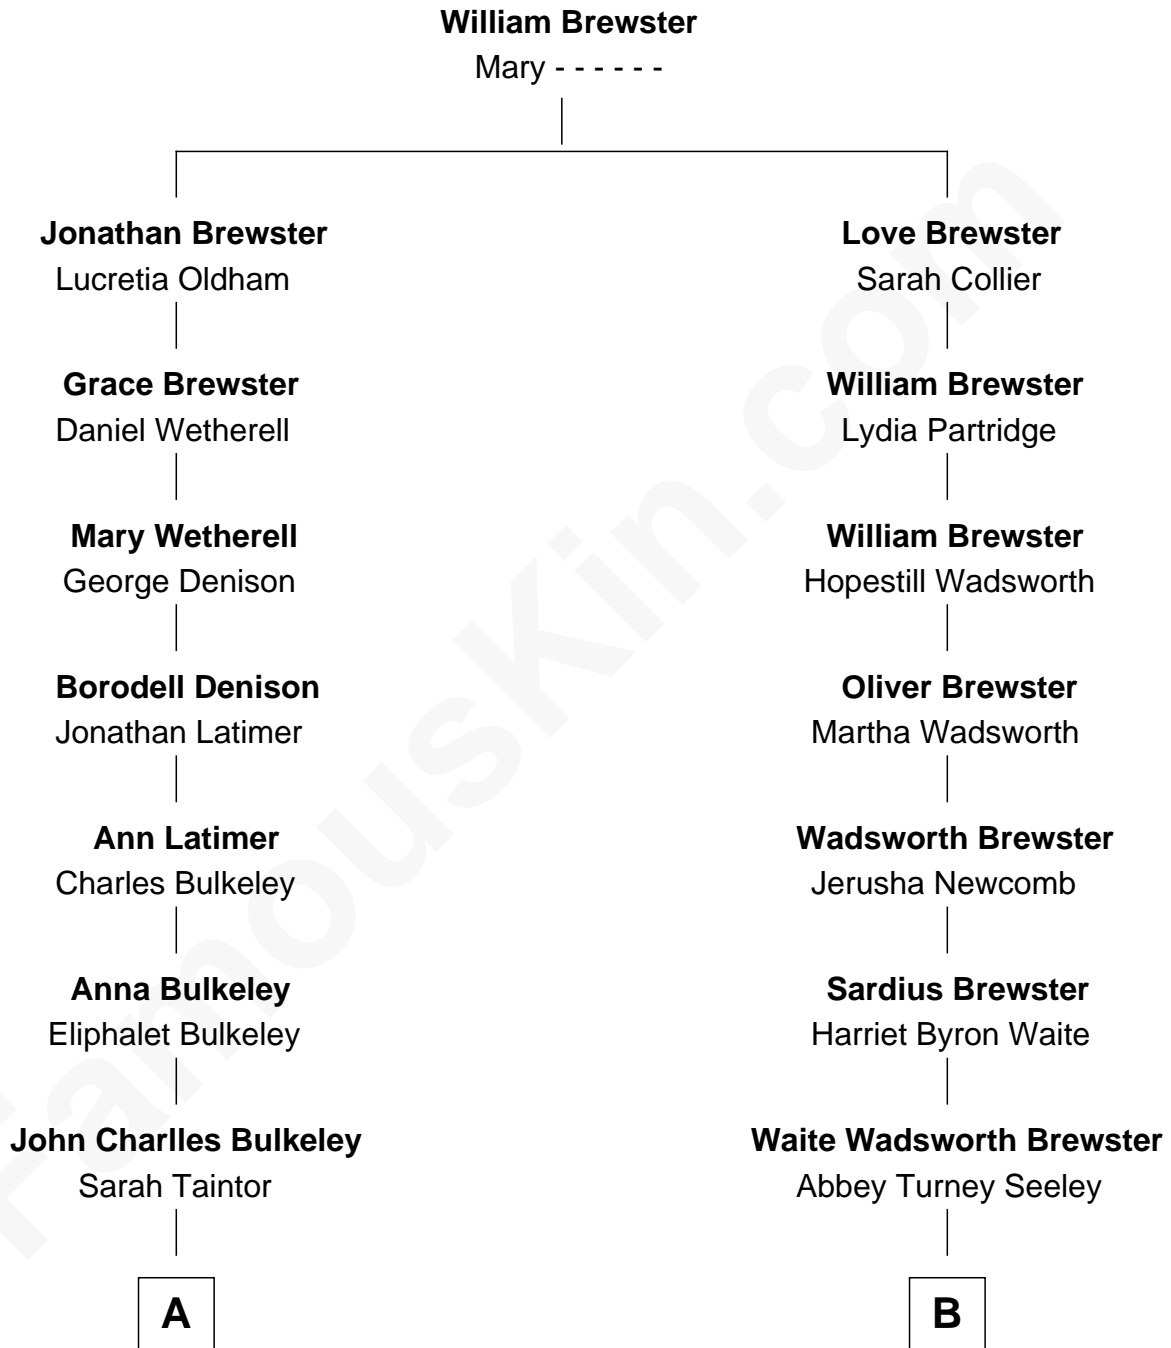 William Brewster
Mary - - - - - -
Jonathan Brewster
Lucretia Oldham
Love Brewster
Sarah Collier
Grace Brewster
Daniel Wetherell
William Brewster
Lydia Partridge
Mary Wetherell
George Denison
William Brewster
Hopestill Wadsworth
Borodell Denison
Jonathan Latimer
Oliver Brewster
Martha Wadsworth
Ann Latimer
Charles Bulkeley
Wadsworth Brewster
Jerusha Newcomb
Anna Bulkeley
Eliphalet Bulkeley
Sardius Brewster
Harriet Byron Waite
John Charlles Bulkeley
Sarah Taintor
Waite Wadsworth Brewster
Abbey Turney Seeley
A
B
FamousKin.com